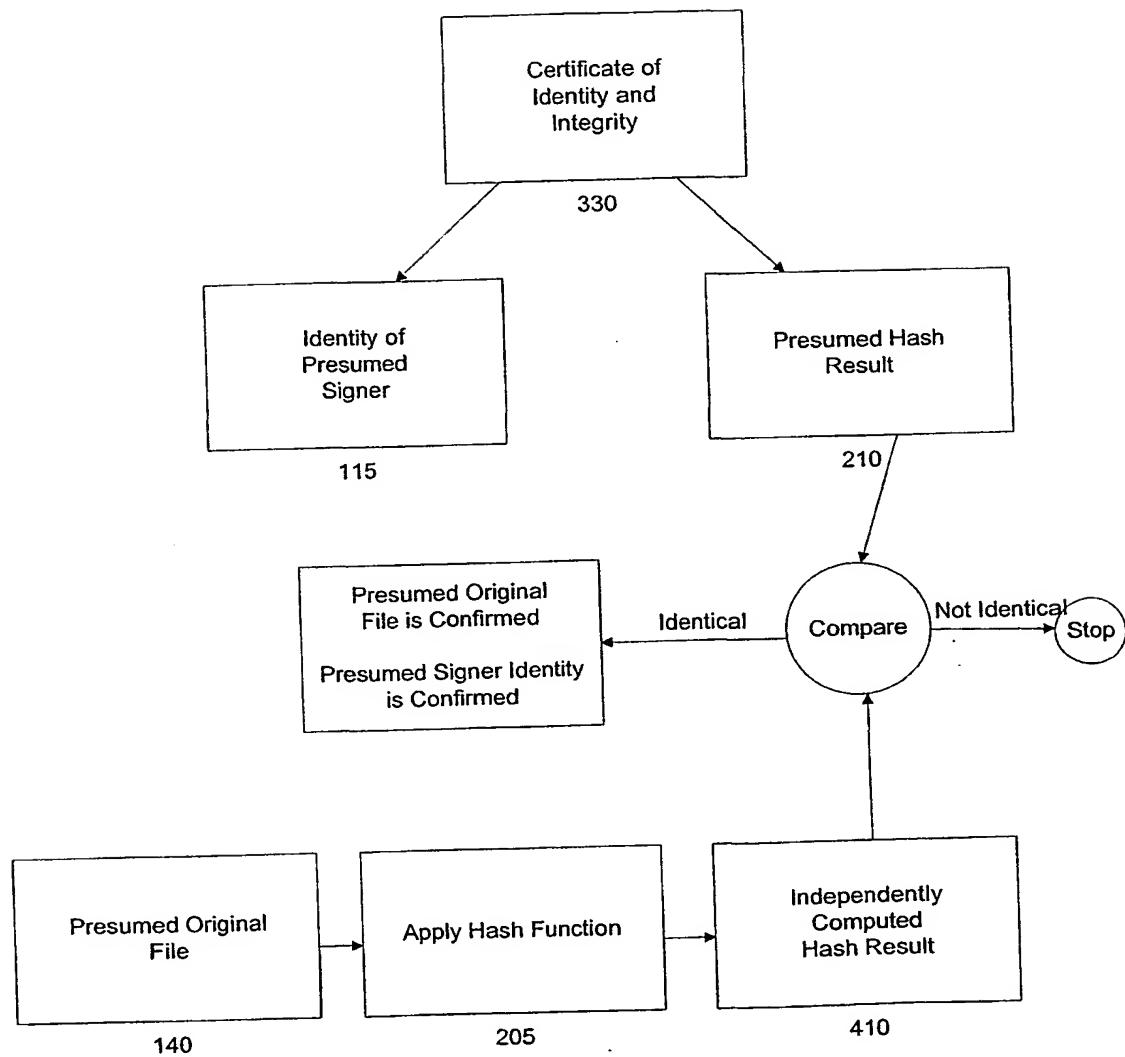 Certificate of
Identity and
Integrity
330
Identity of
Presumed
Signer
115
Presumed Hash
Result
210
Presumed Original
File is Confirmed
Presumed Signer Identity
is Confirmed
Identical
Compare
Not Identical
Stop
Presumed Original
File
140
Apply Hash Function
205
Independently
Computed
Hash Result
410